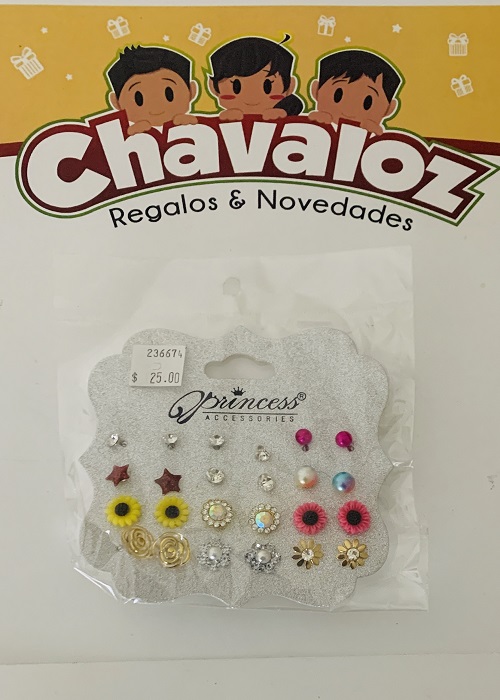 Chavaloz
Regalos & Novedades
236674
$ 25.00
Princess®
ACCESSORIES